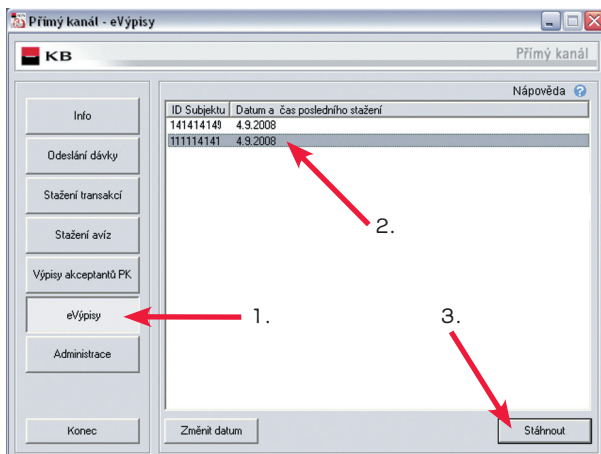 Přímý kanál - eVýpisy
KB
Přímý kanál
Nápověda
Info
Odeslání dávky
Stažení transakcí
Stažení avíz
Výpisy akceptantů PK
eVýpisy
Administrace
Konec
ID Subjektu Datum a čas posledního stažení
141414149 4.9.2008
111114141 4.9.2008
2.
1.
3.
Změnit datum
Stáhnout